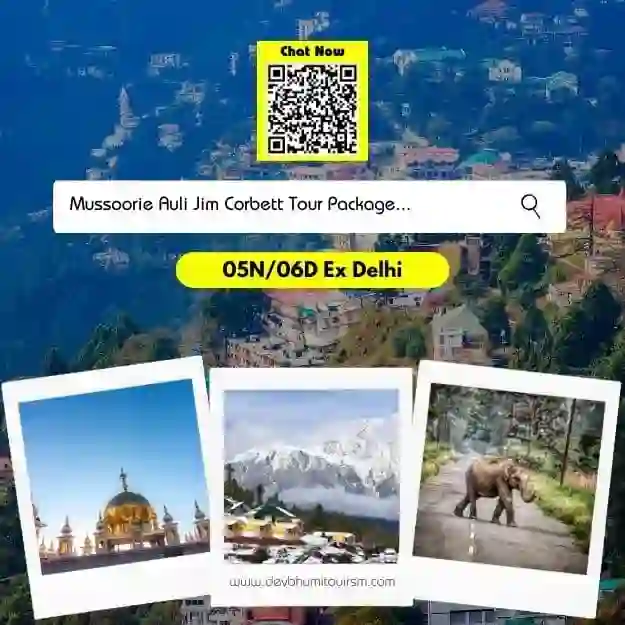 Chat Now
Mussoorie Auli Jim Corbett Tour Package...
05N/06D Ex Delhi
www.devbhumitourism.com